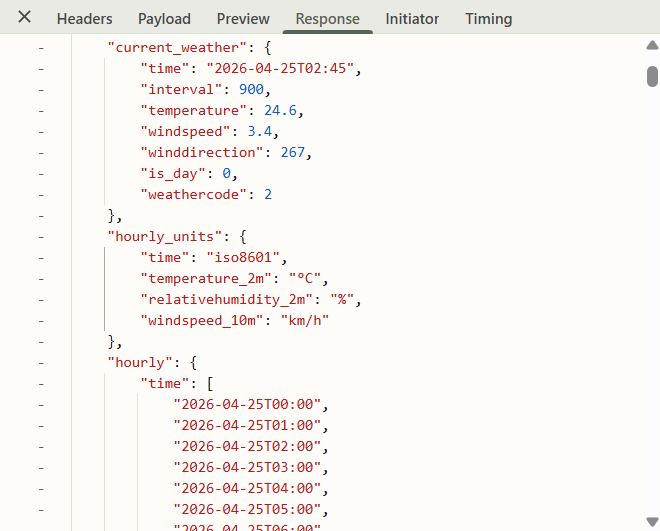 Headers Payload Preview Response Initiator Timing
- "current_weather": {
- "time": "2026-04-25T02:45",
- "interval": 900,
- "temperature": 24.6,
- "windspeed": 3.4,
- "winddirection": 267,
- "is_day": 0,
- "weathercode": 2
- },
- "hourly_units": {
- "time": "iso8601",
- "temperature_2m": "°C",
- "relativehumidity_2m": "%",
- "windspeed_10m": "km/h"
- },
- "hourly": {
- "time": [
- "2026-04-25T00:00",
- "2026-04-25T01:00",
- "2026-04-25T02:00",
- "2026-04-25T03:00",
- "2026-04-25T04:00",
- "2026-04-25T05:00",
"2026-04-25T06:00",